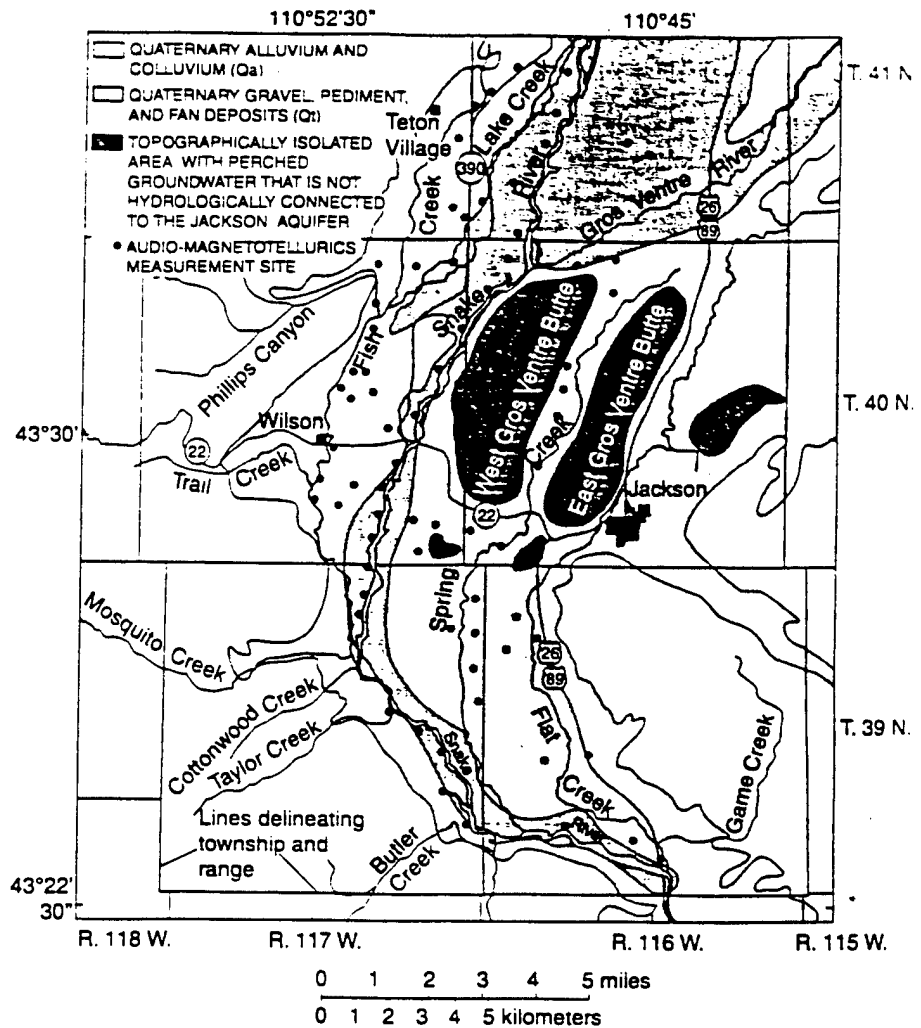 110°52'30"
110°45'
QUATERNARY ALLUVIUM AND
COLLUVIUM (Qa)
QUATERNARY GRAVEL, PEDIMENT,
AND FAN DEPOSITS (Qt)
TOPOGRAPHICALLY ISOLATED
AREA WITH PERCHED
GROUNDWATER THAT IS NOT
HYDROLOGICALLY CONNECTED
TO THE JACKSON AQUIFER
AUDIO-MAGNETOTELLURICS
MEASUREMENT SITE
T. 41 N.
Teton
Village
Lake Creek
390
River
Creek
Gros Ventre River
26
89
Snake
Fish
Phillips Canyon
West Gros Ventre Butte
East Gros Ventre Butte
T. 40 N.
43°30'
Wilson
22
Trail Creek
Creek
Jackson
22
Spring
Mosquito Creek
26
89
Cottonwood Creek
Taylor Creek
Snake
Flat
Creek
T. 39 N.
Game Creek
River
Lines delineating
township and
range
Butler
Creek
43°22'
30"
R. 118 W.
R. 117 W.
R. 116 W.
R. 115 W.
0 1 2 3 4 5 miles
0 1 2 3 4 5 kilometers